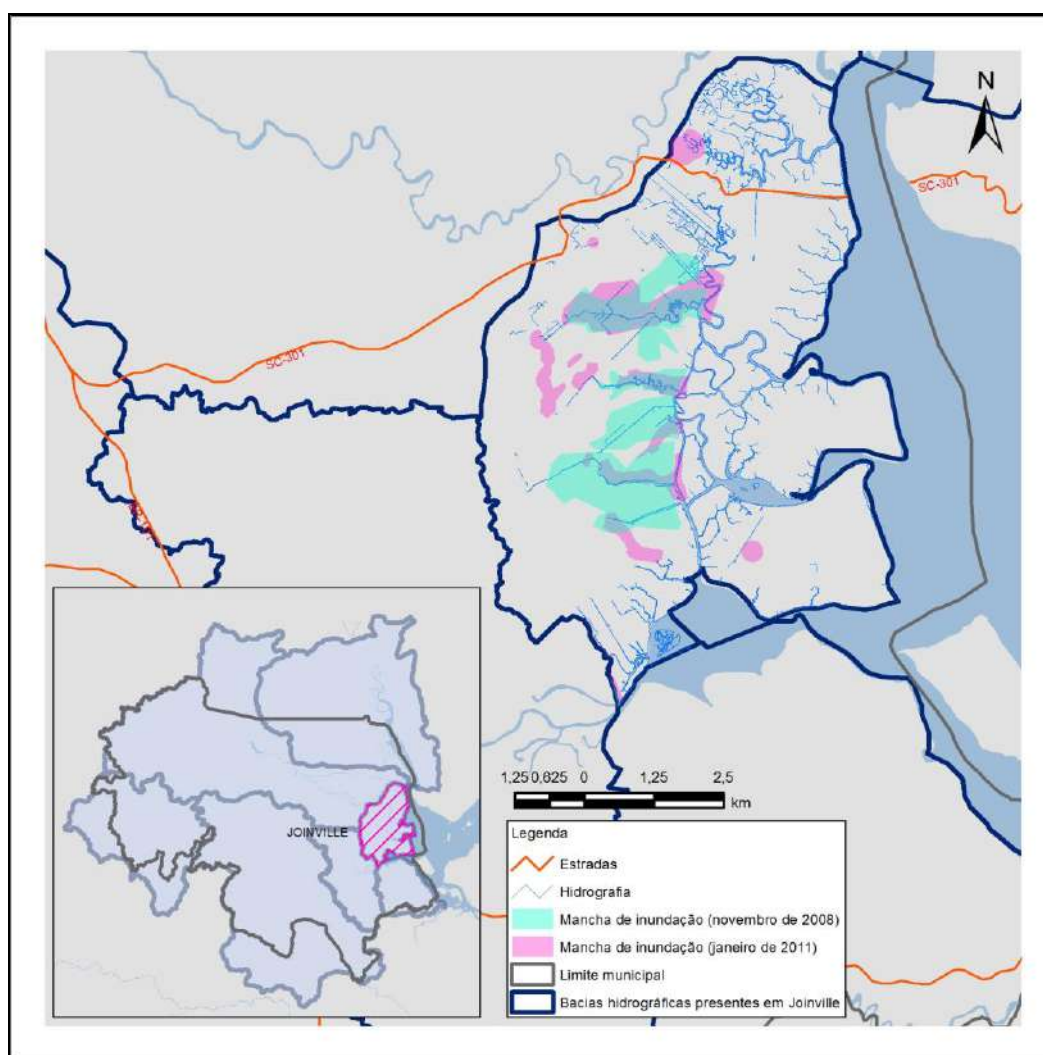 N
SC-301
SC-301
JOINVILLE
1,25 0,625 0 1,25 2,5
km
Legenda
Estradas
Hidrografia
Mancha de inundação (novembro de 2008)
Mancha de inundação (janeiro de 2011)
Limite municipal
Bacias hidrográficas presentes em Joinville